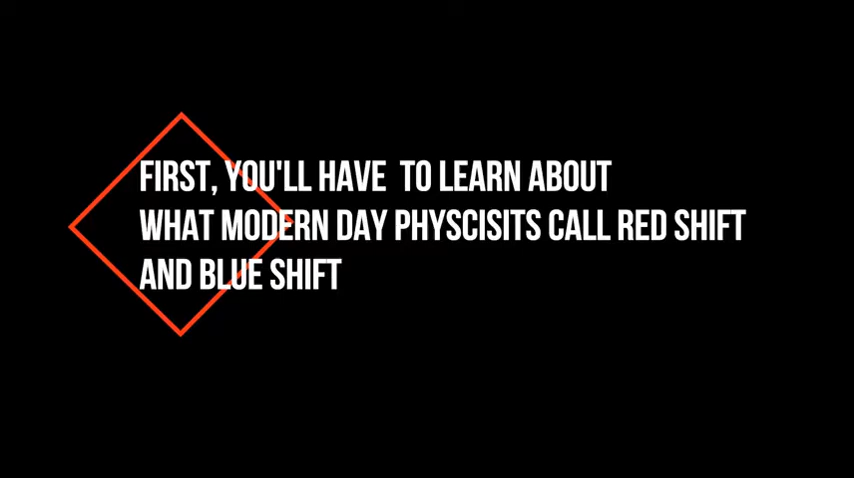 FIRST, YOU'LL HAVE  TO LEARN ABOUT
WHAT MODERN DAY PHYSCISITS CALL RED SHIFT
AND BLUE SHIFT